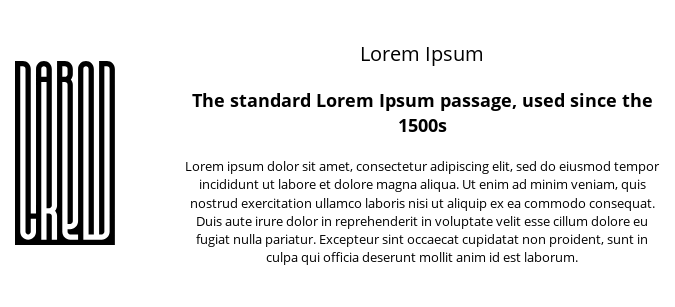 NAROD
CREW
Lorem Ipsum
The standard Lorem Ipsum passage, used since the
1500s
Lorem ipsum dolor sit amet, consectetur adipiscing elit, sed do eiusmod tempor
incididunt ut labore et dolore magna aliqua. Ut enim ad minim veniam, quis
nostrud exercitation ullamco laboris nisi ut aliquip ex ea commodo consequat.
Duis aute irure dolor in reprehenderit in voluptate velit esse cillum dolore eu
fugiat nulla pariatur. Excepteur sint occaecat cupidatat non proident, sunt in
culpa qui officia deserunt mollit anim id est laborum.